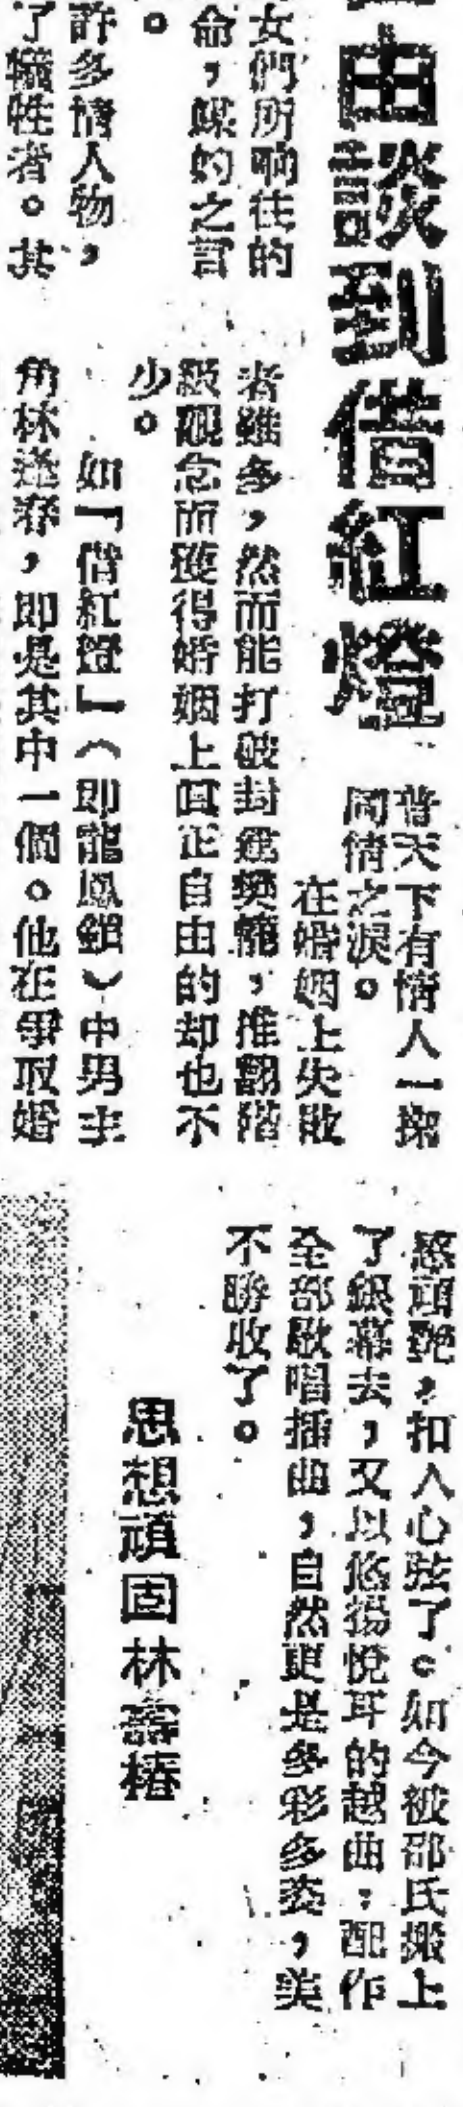 由談到借紅燈
女們所响往的
命，媒妁之言
。
許多情人物，
了犧牲者。其
普天下有情人一掬
同情之淚。
在婚姻上失敗
者雖多，然而能打破封建樊籠，推翻階
級觀念而獲得婚姻上真正自由的却也不
少。
如「借紅燈」（即龍鳳鎖）中男主
角林逢春，即是其中一個。他在爭取婚
感頑艷，扣人心弦了。如今被邵氏搬上
了銀幕去，又以悠揚悅耳的越曲，配作
全部歌唱插曲，自然更是多彩多姿，美
不勝收了。
思想頑固林壽椿